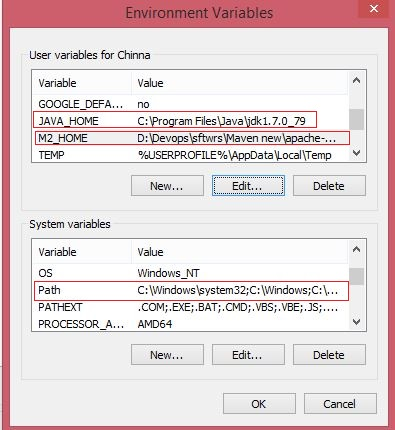 Environment Variables
User variables for Chinna
Variable Value
GOOGLE_DEFA... no
JAVA_HOME C:\Program Files\Java\jdk1.7.0_79
M2_HOME D:\Devops\sftwrs\Maven new\apache-...
TEMP %USERPROFILE%\AppData\Local\Temp
New... Edit... Delete
System variables
Variable Value
OS Windows_NT
Path C:\Windows\system32;C:\Windows;C:\...
PATHEXT .COM;.EXE;.BAT;.CMD;.VBS;.VBE;.JS;....
PROCESSOR_A... AMD64
New... Edit... Delete
OK Cancel